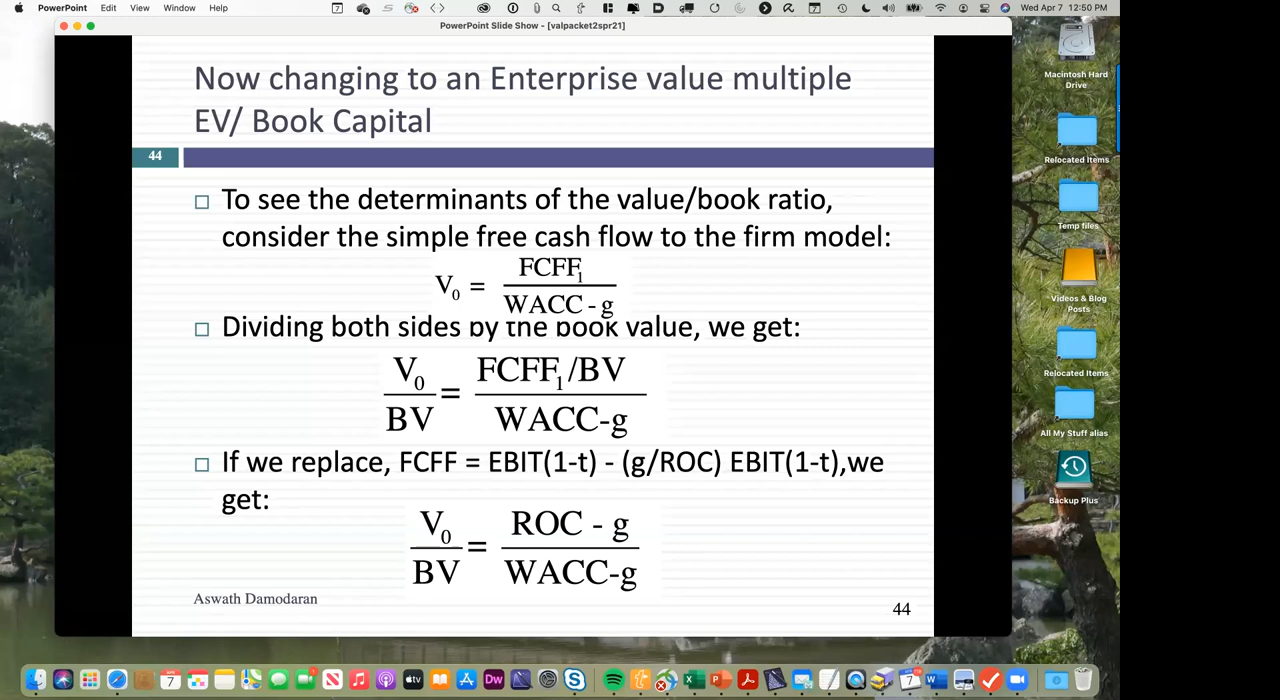 PowerPoint Edit View Window Help
Wed Apr 7 12:50 PM
PowerPoint Slide Show - [valpacket2spr21]
Now changing to an Enterprise value multiple
EV/ Book Capital
44
□ To see the determinants of the value/book ratio,
consider the simple free cash flow to the firm model:
V0 = FCFF1
WACC - g
□ Dividing both sides by the book value, we get:
V0 = FCFF1/BV
BV WACC-g
□ If we replace, FCFF = EBIT(1-t) - (g/ROC) EBIT(1-t),we
get:
V0 = ROC - g
BV WACC-g
Aswath Damodaran
44
Macintosh Hard
Drive
Relocated Items
Temp files
Videos & Blog
Posts
Relocated Items
All My Stuff alias
Backup Plus